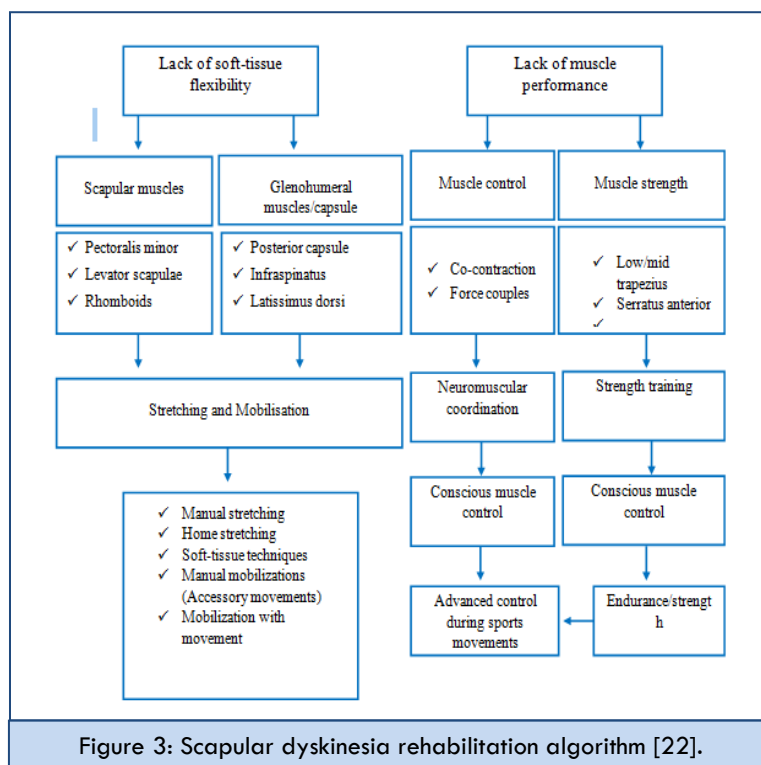 Lack of soft-tissue
flexibility
Lack of muscle
performance
Scapular muscles
Glenohumeral
muscles/capsule
Muscle control
Muscle strength
✓ Pectoralis minor
✓ Levator scapulae
✓ Rhomboids
✓ Posterior capsule
✓ Infraspinatus
✓ Latissimus dorsi
✓ Co-contraction
✓ Force couples
✓ Low/mid
trapezius
✓ Serratus anterior
✓
Stretching and Mobilisation
Neuromuscular
coordination
Strength training
✓ Manual stretching
✓ Home stretching
✓ Soft-tissue techniques
✓ Manual mobilizations
(Accessory movements)
✓ Mobilization with
movement
Conscious muscle
control
Conscious muscle
control
Advanced control
during sports
movements
Endurance/strengt
h
Figure 3: Scapular dyskinesia rehabilitation algorithm [22].